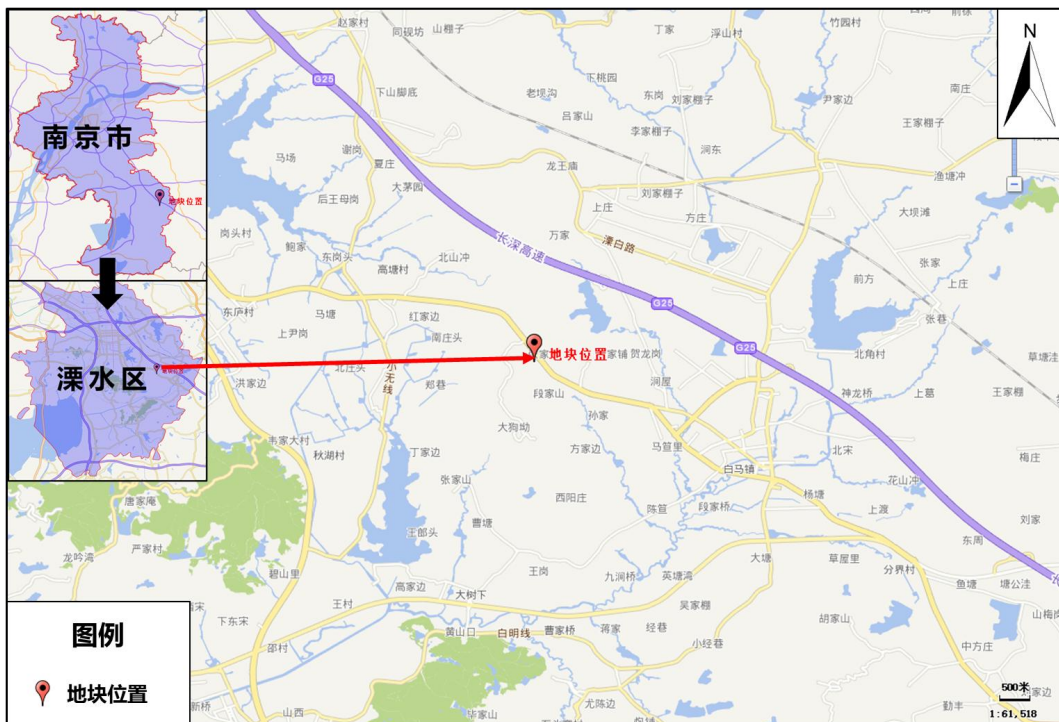 南京市
地块位置
溧水区
图例
地块位置
N
500米
1:61,518
赵家村
同砚坊
山棚子
丁家
浮山村
竹园村
G25
下山脚底
老坝沟
下桃园
东岗
刘家棚子
尹家边
南庄
吕家山
李家棚子
王家棚子
马场
谢岗
夏庄
涧东
龙王庙
渔塘冲
大茅园
刘家棚子
后王母岗
上庄
方庄
大坝滩
岗头村
鲍家
长深高速
万家
溧白路
东岗头
北山冲
高塘村
张家
前方
上庄
G25
东庐村
马塘
红家边
张巷
上尹岗
南庄头
G25
地块位置
家铺
贺龙岗
北角村
草塘洼
北庄头
小无线
洪家边
郑巷
段家山
涧屋
神龙桥
上葛
王家棚
孙家
大狗坳
韦家大村
秋湖村
丁家边
方家边
马笪里
北宋
梅庄
白马镇
张家山
花山冲
唐家庵
西阳庄
杨塘
陈笪
段家桥
上渡
刘家
曹塘
王郎头
龙吟湾
严家村
东周
大塘
草屋里
碧山里
王岗
九涧桥
英塘湾
分界村
高家边
鱼塘
塘公洼
大树下
王村
吴家棚
山梅岗
下东宋
胡家山
黄山口
白明线
曹家桥
蒋家
经巷
邵村
小经巷
中方庄
尤陈边
新桥
山西
毕家山
勤丰